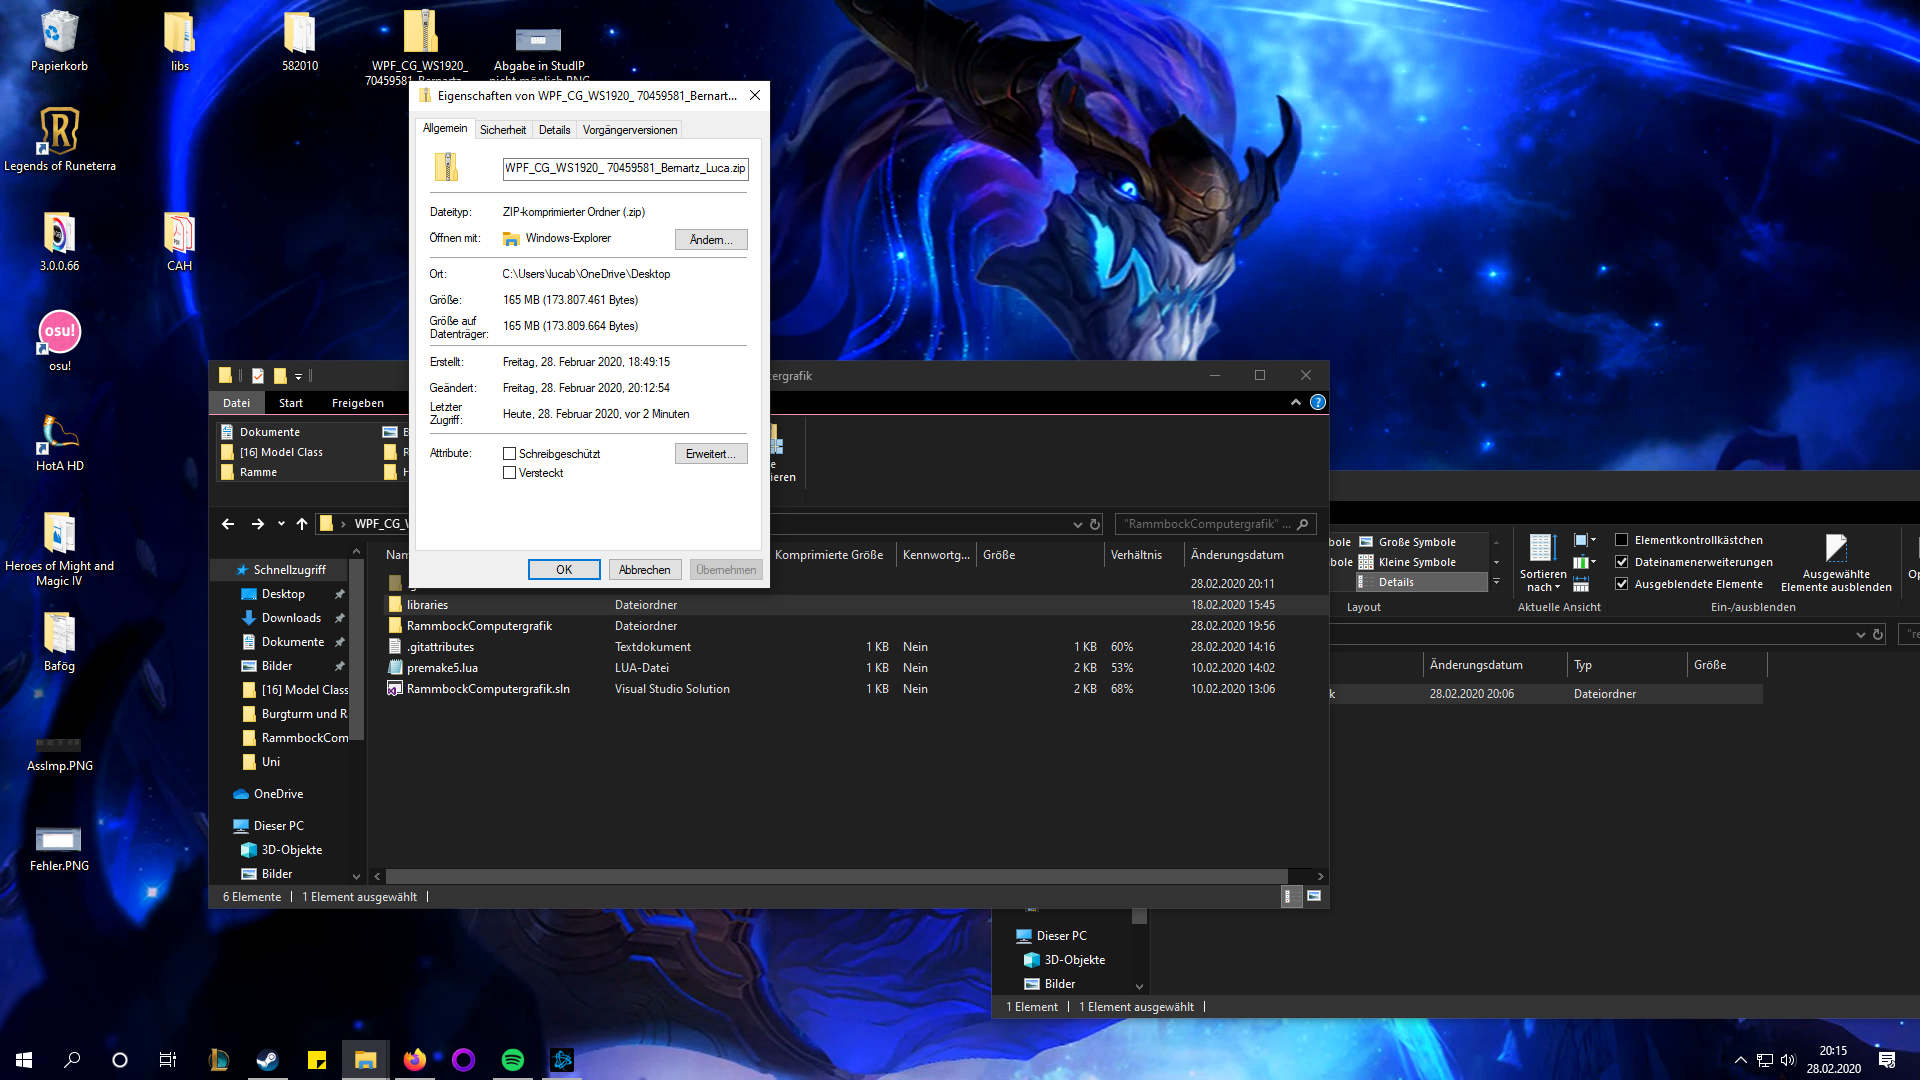 Papierkorb
libs
582010
WPF_CG_WS1920_
70459581_Bernartz_
Abgabe in StudIP
nicht möglich.PNG
Legends of Runeterra
3.0.0.66
CAH
osu!
osu!
HotA HD
Heroes of Might and
Magic IV
Bafög
AssImp.PNG
Fehler.PNG
Eigenschaften von WPF_CG_WS1920_ 70459581_Bernart...
Allgemein
Sicherheit
Details
Vorgängerversionen
WPF_CG_WS1920_ 70459581_Bernartz_Luca.zip
Dateityp: ZIP-komprimierter Ordner (.zip)
Öffnen mit: Windows-Explorer
Ändern...
Ort: C:\Users\lucab\OneDrive\Desktop
Größe: 165 MB (173.807.461 Bytes)
Größe auf
Datenträger: 165 MB (173.809.664 Bytes)
Erstellt: Freitag, 28. Februar 2020, 18:49:15
Geändert: Freitag, 28. Februar 2020, 20:12:54
Letzter
Zugriff: Heute, 28. Februar 2020, vor 2 Minuten
Attribute: Schreibgeschützt
Erweitert...
Versteckt
OK
Abbrechen
Übernehmen
tergrafik
Datei
Start
Freigeben
Dokumente
[16] Model Class
Ramme
ieren
WPF_CG_W
"RammbockComputergrafik" ...
Komprimierte Größe
Kennwortg...
Größe
Verhältnis
Änderungsdatum
28.02.2020 20:11
libraries Dateiordner 18.02.2020 15:45
RammbockComputergrafik Dateiordner 28.02.2020 19:56
.gitattributes Textdokument 1 KB Nein 1 KB 60% 28.02.2020 14:16
premake5.lua LUA-Datei 1 KB Nein 2 KB 53% 10.02.2020 14:02
RammbockComputergrafik.sln Visual Studio Solution 1 KB Nein 2 KB 68% 10.02.2020 13:06
Schnellzugriff
Desktop
Downloads
Dokumente
Bilder
[16] Model Class
Burgturm und R
RammbockCom
Uni
OneDrive
Dieser PC
3D-Objekte
Bilder
6 Elemente
1 Element ausgewählt
bole
Große Symbole
bole
Kleine Symbole
Details
Layout
Sortieren
nach
Aktuelle Ansicht
Elementkontrollkästchen
Dateinamenerweiterungen
Ausgeblendete Elemente
Ausgewählte
Elemente ausblenden
Ein-/ausblenden
Op
"re
Änderungsdatum
Typ
Größe
k 28.02.2020 20:06 Dateiordner
Dieser PC
3D-Objekte
Bilder
1 Element
1 Element ausgewählt
20:15
28.02.2020